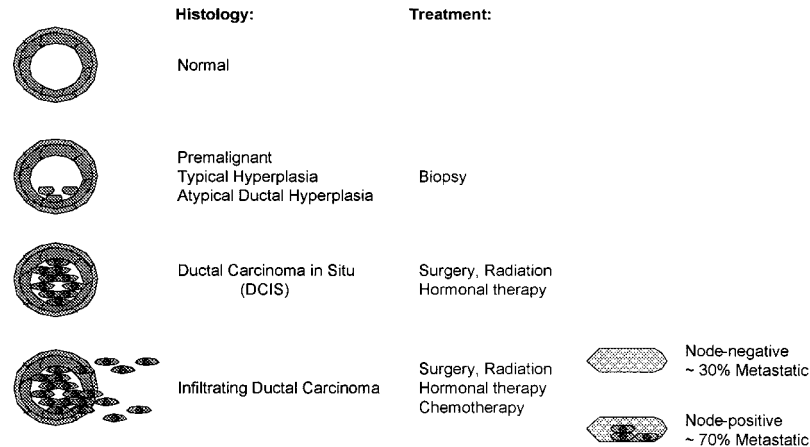 Histology: Treatment:
Normal
Premalignant
Typical Hyperplasia
Atypical Ductal Hyperplasia
Biopsy
Ductal Carcinoma in Situ
(DCIS)
Surgery, Radiation
Hormonal therapy
Infiltrating Ductal Carcinoma
Surgery, Radiation
Hormonal therapy
Chemotherapy
Node-negative
~ 30% Metastatic
Node-positive
~ 70% Metastatic